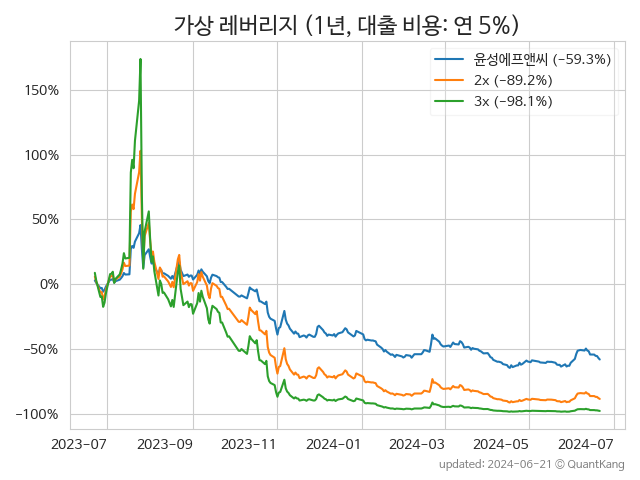 가상 레버리지 (1년, 대출 비용: 연 5%)
윤성에프앤씨 (−59.3%)
2x (−89.2%)
3x (−98.1%)
150%
100%
50%
0%
−50%
−100%
2023-07 2023-09 2023-11 2024-01 2024-03 2024-05 2024-07
updated: 2024-06-21 © QuantKang